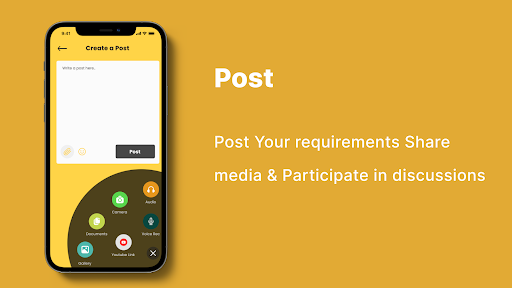 9:41
Create a Post
Write a post here..
Post
Audio
Camera
Documents
Voice Rec
Youtube Link
Gallery
Post
Post Your requirements Share
media & Participate in discussions